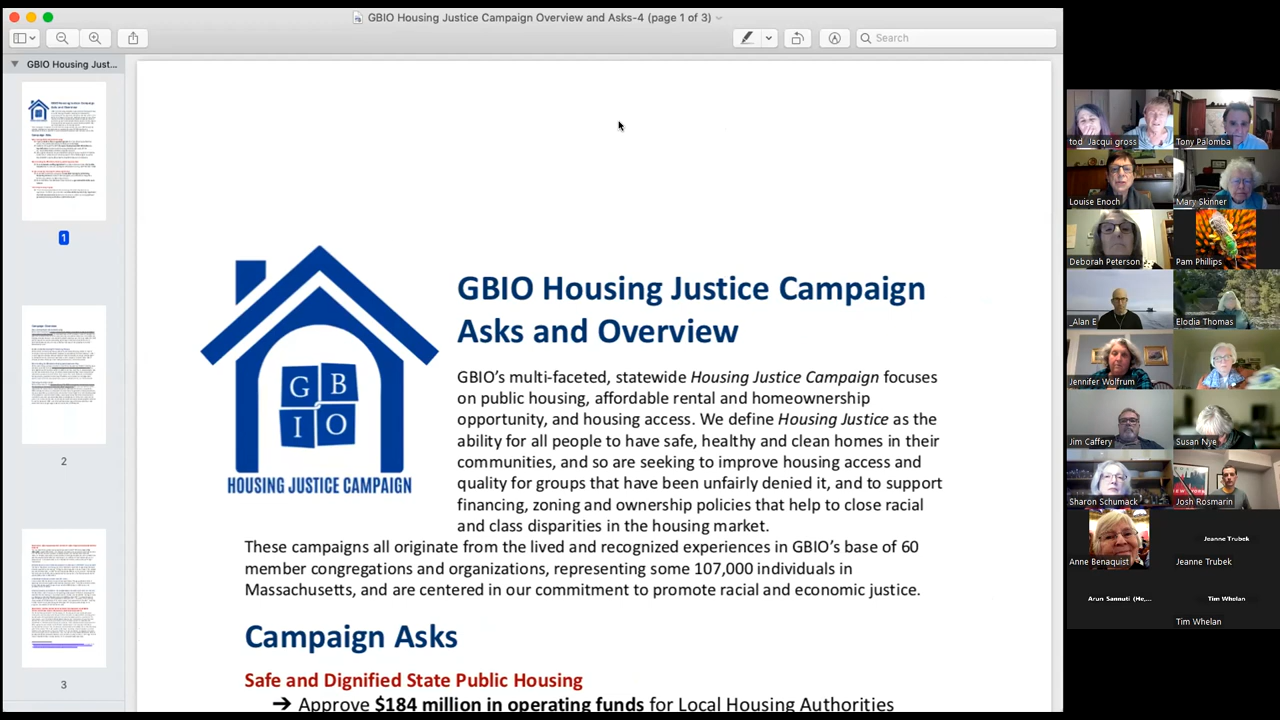 GBIO Housing Justice Campaign Overview and Asks-4 (page 1 of 3)
Search
GBIO Housing Just...
1
2
3
GBIO Housing Justice Campaign
Asks and Overview
G B
I O
HOUSING JUSTICE CAMPAIGN
GBIO's multi-faceted, statewide Housing Justice Campaign focuses
on public housing, affordable rental and homeownership
opportunity, and housing access. We define Housing Justice as the
ability for all people to have safe, healthy and clean homes in their
communities, and so are seeking to improve housing access and
quality for groups that have been unfairly denied it, and to support
financing, zoning and ownership policies that help to close racial
and class disparities in the housing market.
These campaigns all originate from the lived and recognized experiences in GBIO's base of 60
member congregations and organizations, representing some 107,000 individuals in
Massachusetts, and are centered in our commitment to promote racial and economic justice.
Campaign Asks
Safe and Dignified State Public Housing
➔ Approve $184 million in operating funds for Local Housing Authorities
tod Jacqui gross
Tony Palomba
Louise Enoch
Mary Skinner
Deborah Peterson
Pam Phillips
_Alan E
Elodia Thomas
Jennifer Wolfrum
Jim Caffery
Susan Nye
Sharon Schumack
Josh Rosmarin
Anne Benaquist
Jeanne Trubek
Jeanne Trubek
Arun Sannuti (He,...
Tim Whelan
Tim Whelan